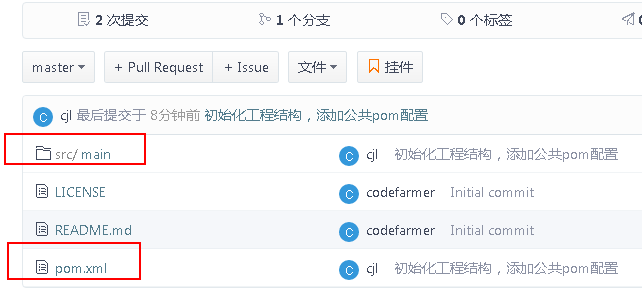 2 次提交 1 个分支 0 个标签
master + Pull Request + Issue 文件 挂件
C cjl 最后提交于 8分钟前 初始化工程结构，添加公共pom配置
src/ main C cjl 初始化工程结构，添加公共pom配置
LICENSE C codefarmer Initial commit
README.md C codefarmer Initial commit
pom.xml C cjl 初始化工程结构，添加公共pom配置